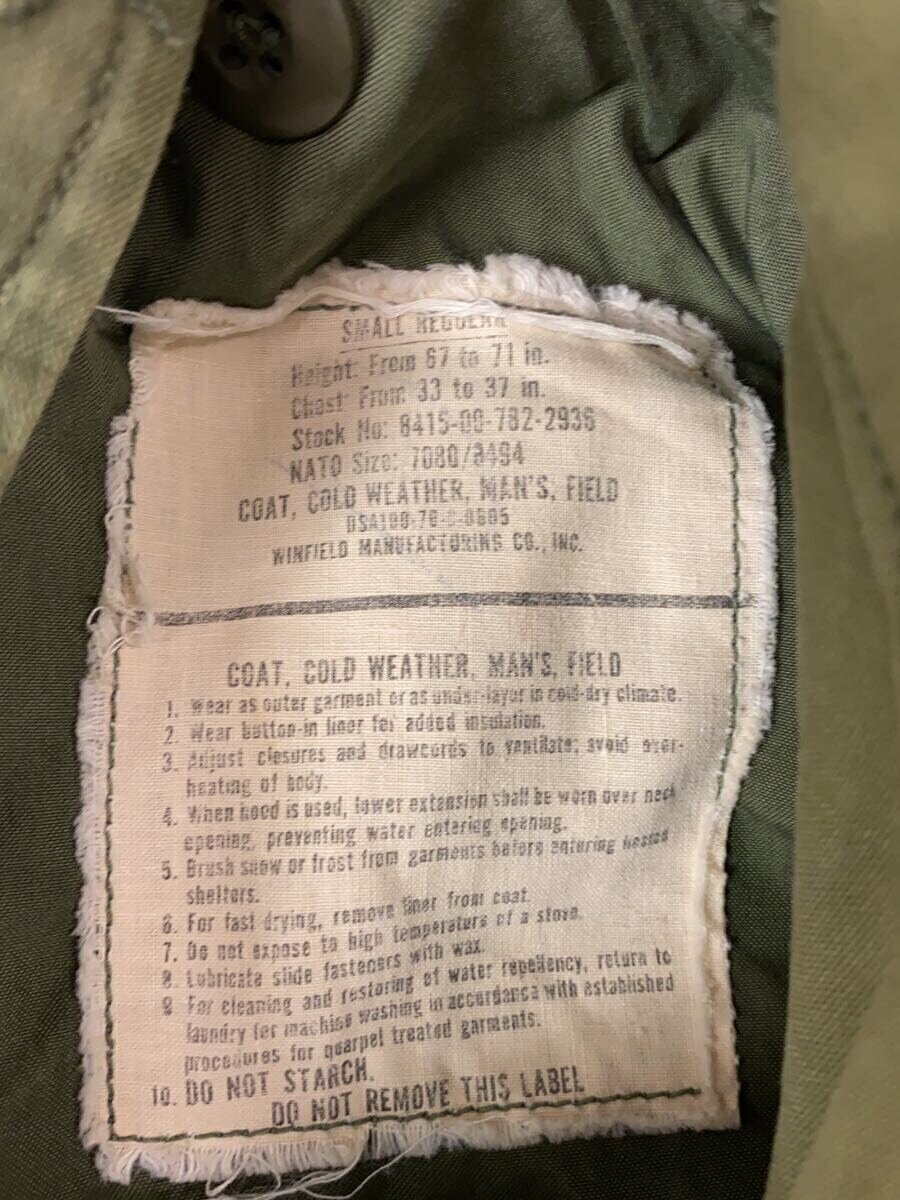 SMALL REGULAR
Height: From 67 to 71 in.
Chest: From 33 to 37 in.
Stock No: 8415-00-782-2936
NATO Size: 7080/8494
COAT, COLD WEATHER, MAN'S, FIELD
WINFIELD MANUFACTURING CO., INC.
COAT, COLD WEATHER, MAN'S, FIELD
1. Wear as outer garment or as under-layer in cold-dry climate.
2. Wear button-in liner for added insulation.
3. Adjust closures and drawcords to ventilate; avoid over-
heating of body.
4. When hood is used, lower extension shall be worn over neck
opening, preventing water entering opening.
5. Brush snow or frost from garments before entering heated
shelters.
6. For fast drying, remove liner from coat.
7. Do not expose to high temperature of a stove.
8. Lubricate slide fasteners with wax.
9 For cleaning and restoring of water repellency, return to
laundry for machine washing in accordance with established
procedures for quarpel treated garments.
10. DO NOT STARCH.
DO NOT REMOVE THIS LABEL